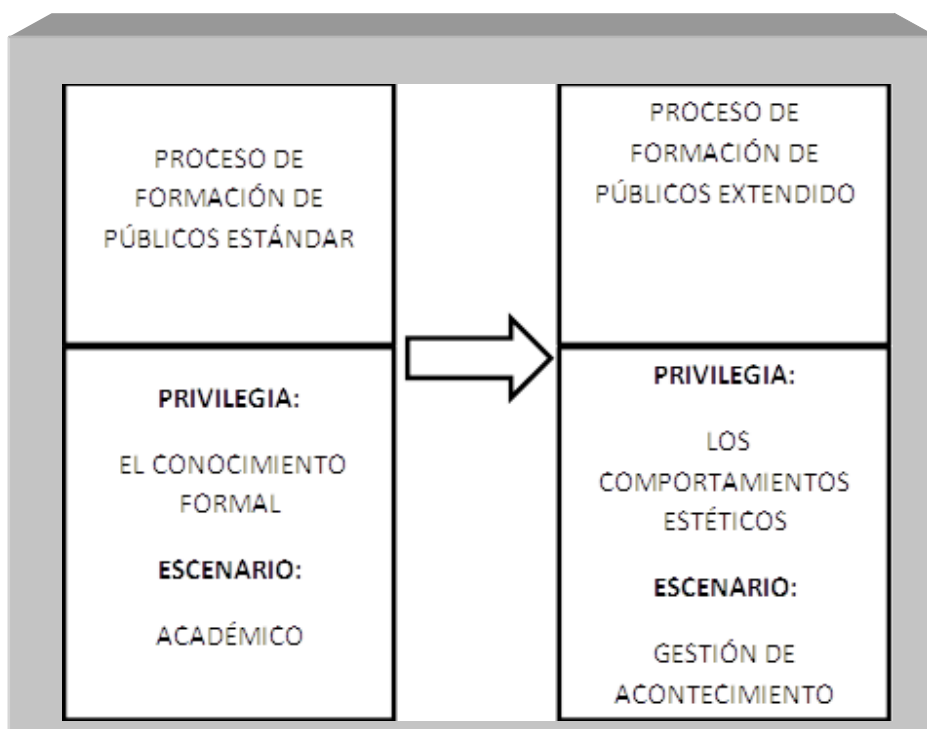 PROCESO DE
FORMACIÓN DE
PÚBLICOS ESTÁNDAR
PRIVILEGIA:
EL CONOCIMIENTO
FORMAL
ESCENARIO:
ACADÉMICO
PROCESO DE
FORMACIÓN DE
PÚBLICOS EXTENDIDO
PRIVILEGIA:
LOS
COMPORTAMIENTOS
ESTÉTICOS
ESCENARIO:
GESTIÓN DE
ACONTECIMIENTO